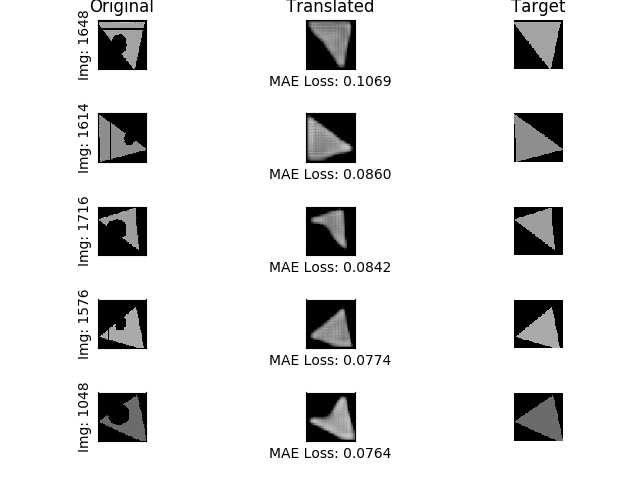 Original Translated Target
Img: 1648
MAE Loss: 0.1069
Img: 1614
MAE Loss: 0.0860
Img: 1716
MAE Loss: 0.0842
Img: 1576
MAE Loss: 0.0774
Img: 1048
MAE Loss: 0.0764